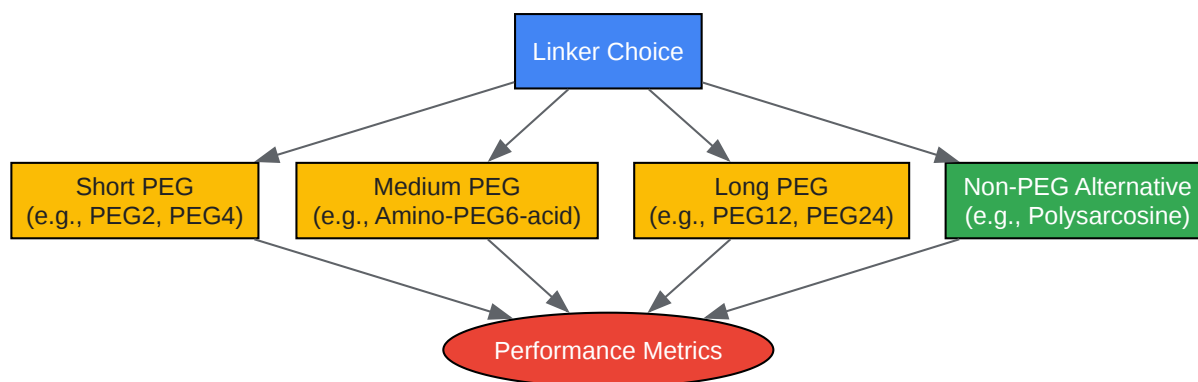 Linker Choice
Short PEG
(e.g., PEG2, PEG4)
Medium PEG
(e.g., Amino-PEG6-acid)
Long PEG
(e.g., PEG12, PEG24)
Non-PEG Alternative
(e.g., Polysarcosine)
Performance Metrics